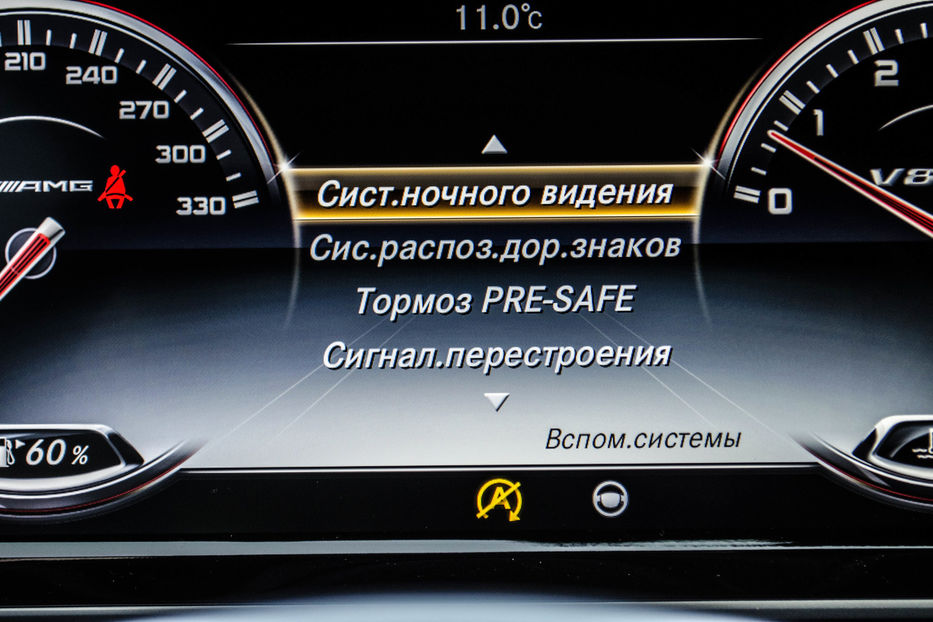 11.0°C
210
240
270
300
330
AMG
2
1
0
V8
Сист.ночного видения
Сис.распоз.дор.знаков
Тормоз PRE-SAFE
Сигнал.перестроения
60 %
Вспом.системы
A